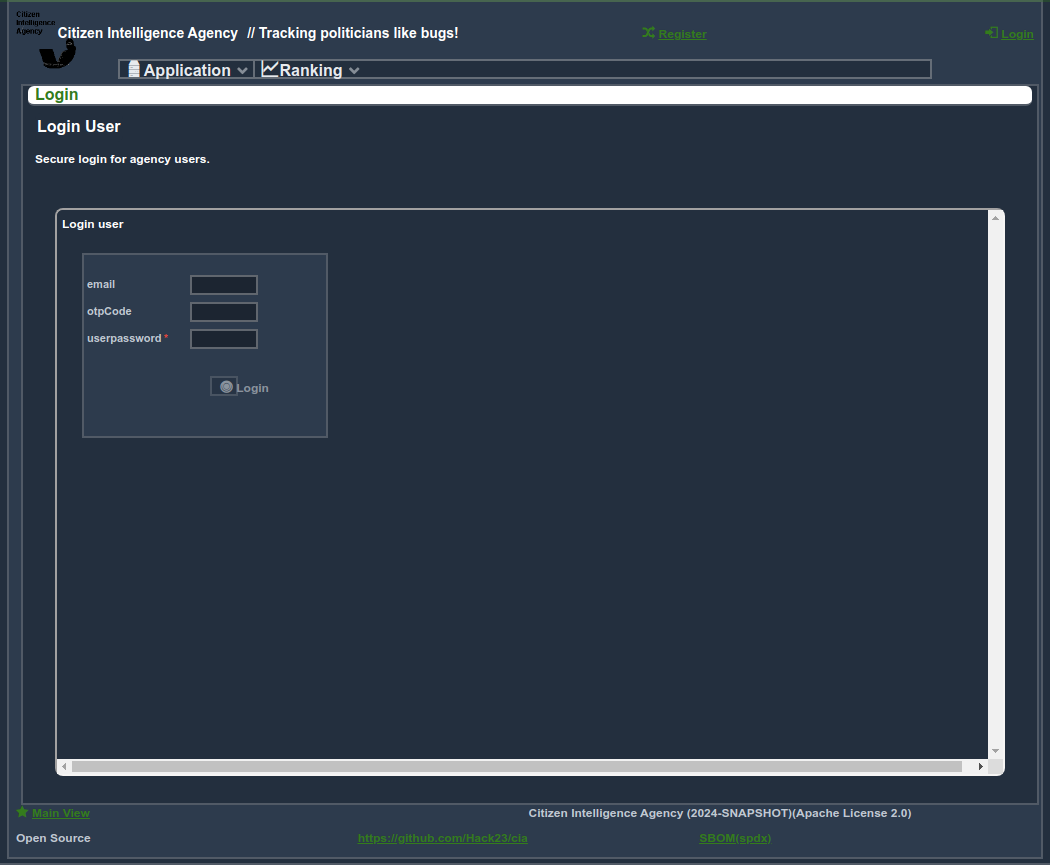 Citizen
Intelligence
Agency
Citizen Intelligence Agency // Tracking politicians like bugs!
Register
Login
Application
Ranking
Login
Login User
Secure login for agency users.
Login user
email
otpCode
userpassword *
Login
Main View
Citizen Intelligence Agency (2024-SNAPSHOT)(Apache License 2.0)
Open Source
https://github.com/Hack23/cia
SBOM(spdx)